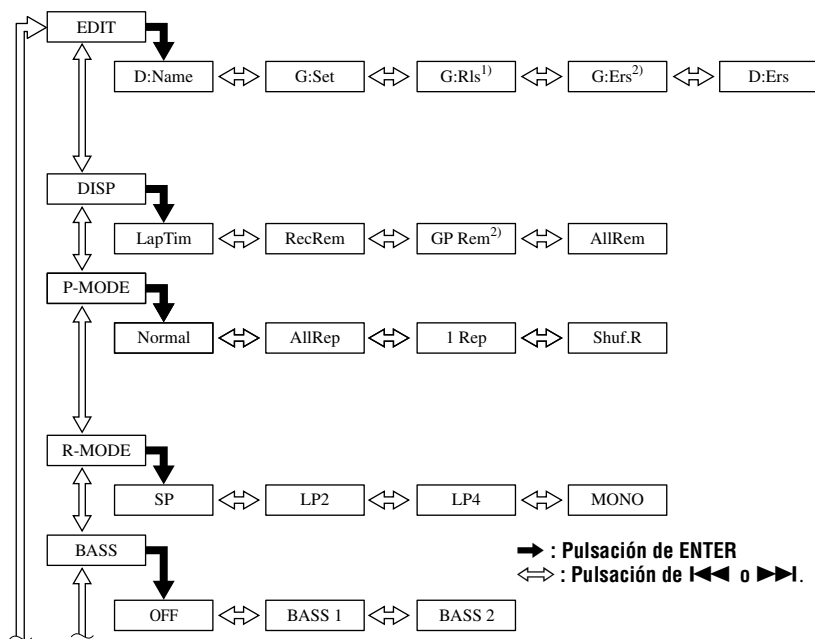 EDIT
D:Name G:Set G:Rls1) G:Ers2) D:Ers
DISP
LapTim RecRem GP Rem2) AllRem
P-MODE
Normal AllRep 1 Rep Shuf.R
R-MODE
SP LP2 LP4 MONO
BASS
: Pulsación de ENTER
: Pulsación de o .
OFF BASS 1 BASS 2